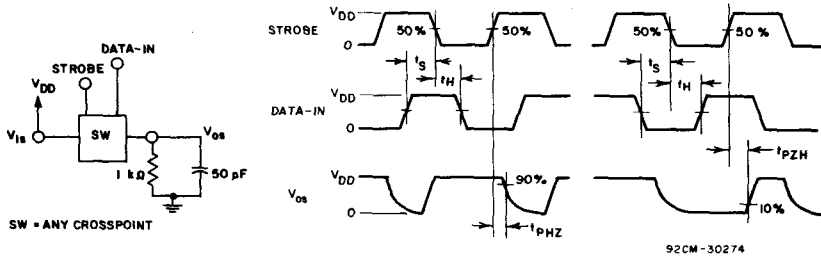 DATA-IN
STROBE
VDD
Vis
SW
Vos
1 kΩ
50 pF
SW = ANY CROSSPOINT
STROBE
VDD
0
50%
50%
50%
50%
tS
tH
tS
tH
DATA-IN
VDD
0
tPZH
Vos
VDD
0
90%
10%
tPHZ
92CM-30274